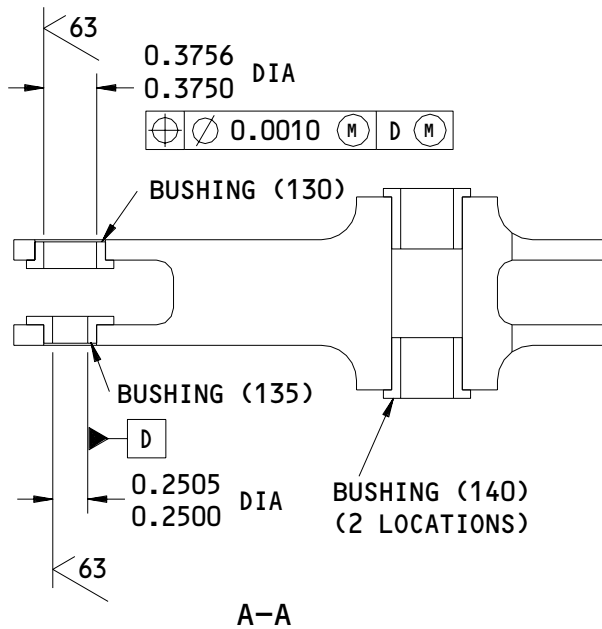 63
0.3756
0.3750 DIA
⌖ ⌀ 0.0010 Ⓜ D Ⓜ
BUSHING (130)
BUSHING (135)
D
0.2505
0.2500 DIA
BUSHING (140)
(2 LOCATIONS)
63
A-A